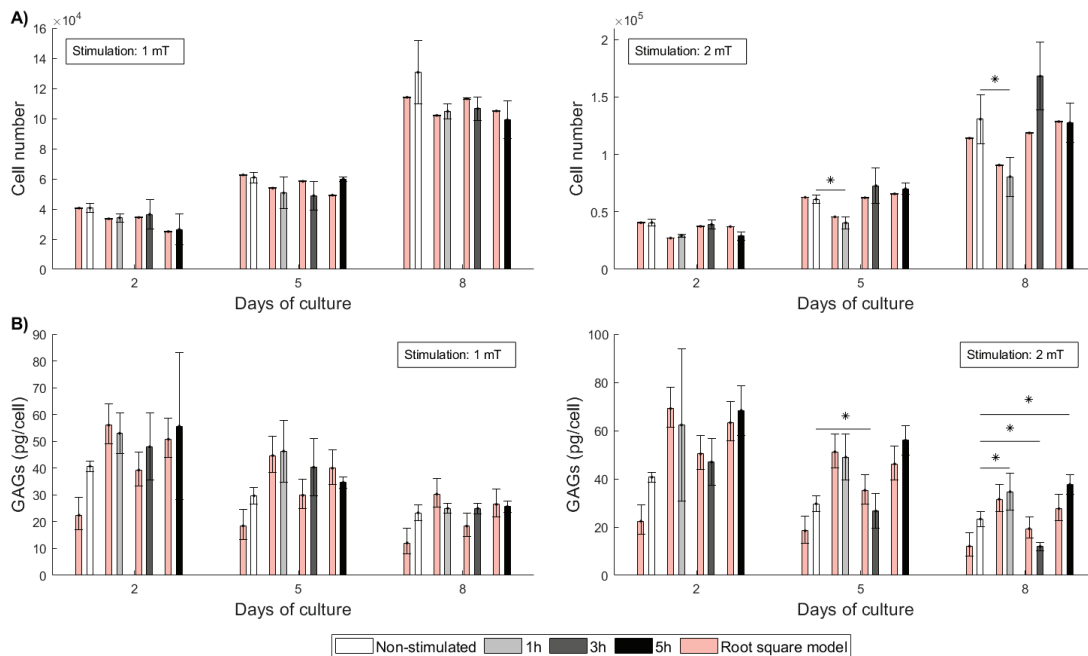 A)
×10⁴
16
14
12
10
8
6
4
2
0
Cell number
Stimulation: 1 mT
2 5 8
Days of culture
×10⁵
2
1.5
1
0.5
0
Cell number
Stimulation: 2 mT
* *
2 5 8
Days of culture
B)
90
80
70
60
50
40
30
20
10
0
GAGs (pg/cell)
Stimulation: 1 mT
2 5 8
Days of culture
100
80
60
40
20
0
GAGs (pg/cell)
Stimulation: 2 mT
* * * *
2 5 8
Days of culture
Non-stimulated 1h 3h 5h Root square model